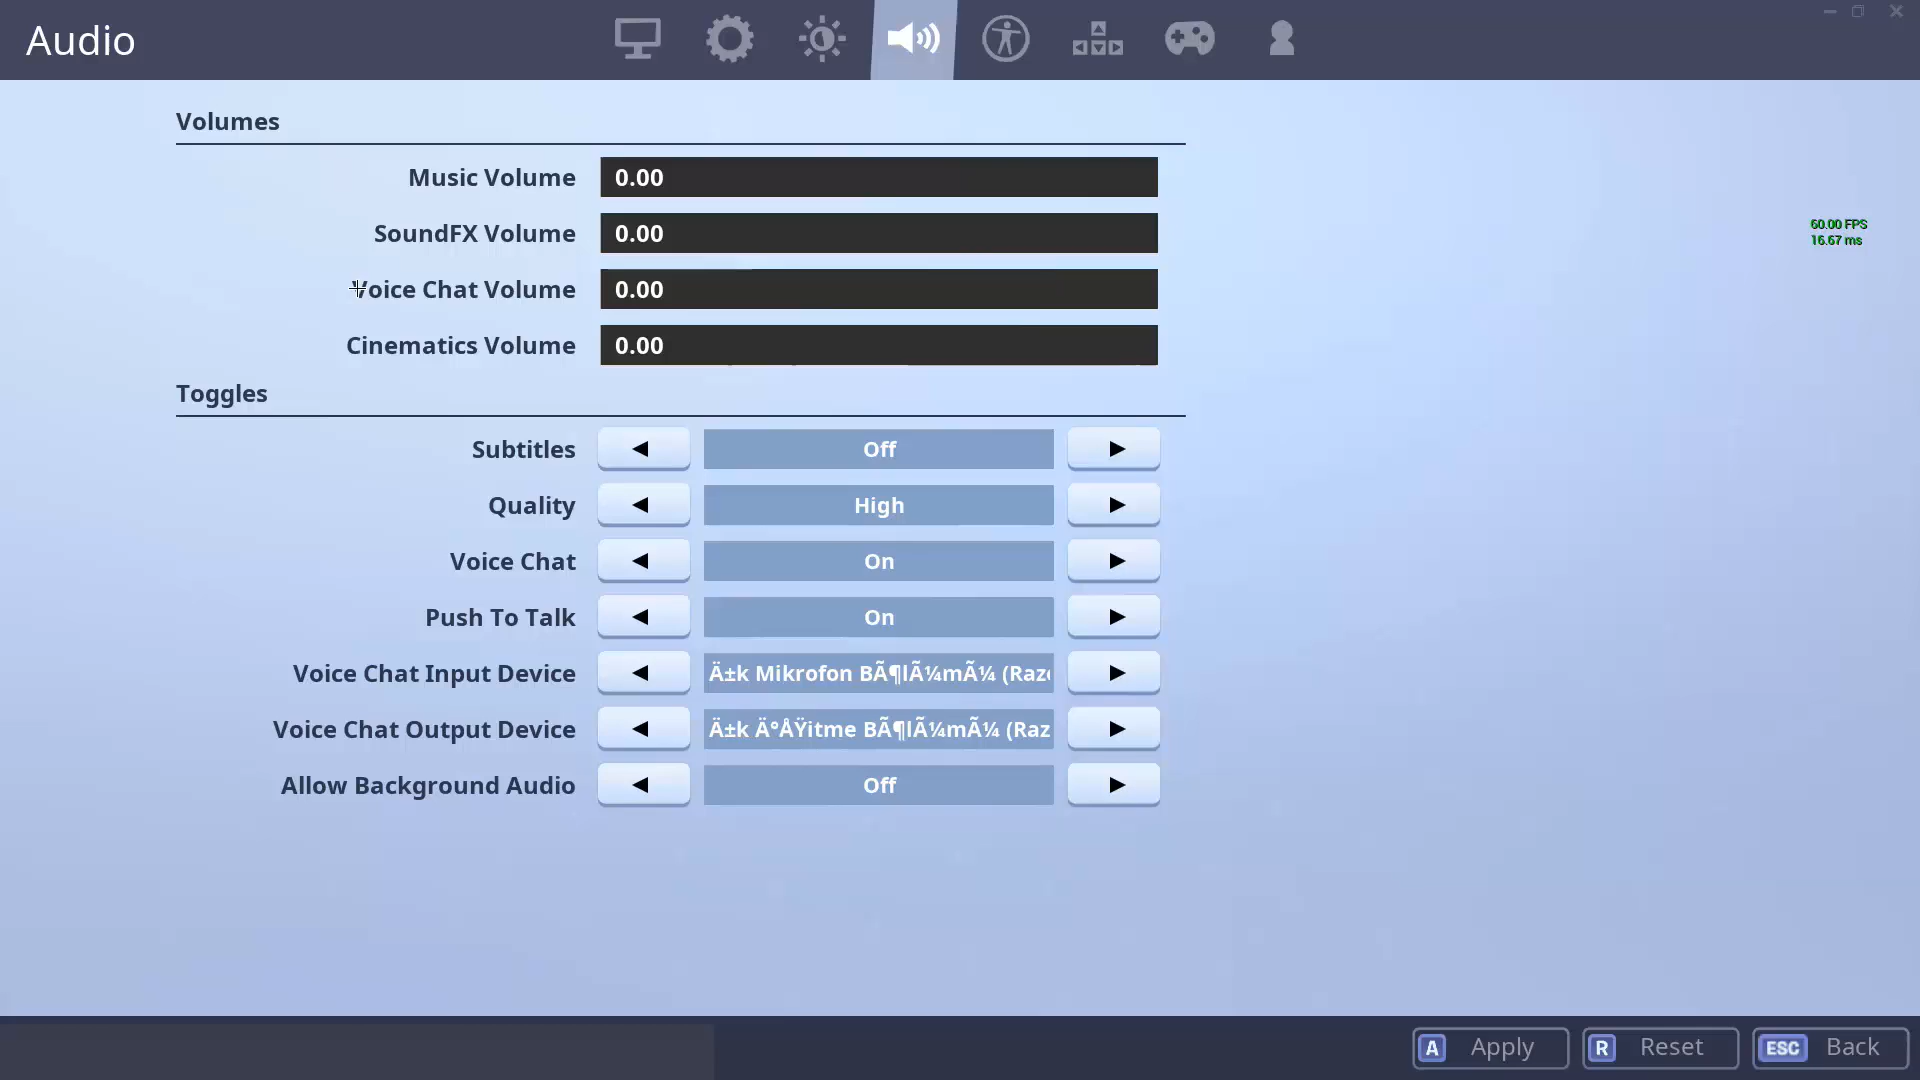 Audio
Volumes
Music Volume 0.00
SoundFX Volume 0.00
Voice Chat Volume 0.00
Cinematics Volume 0.00
Toggles
Subtitles Off
Quality High
Voice Chat On
Push To Talk On
Voice Chat Input Device Ä±k Mikrofon BÃ¶lÃ¼mÃ¼ (Raze
Voice Chat Output Device Ä±k Ä°ÅŸitme BÃ¶lÃ¼mÃ¼ (Raz
Allow Background Audio Off
60.00 FPS
16.67 ms
A Apply R Reset ESC Back